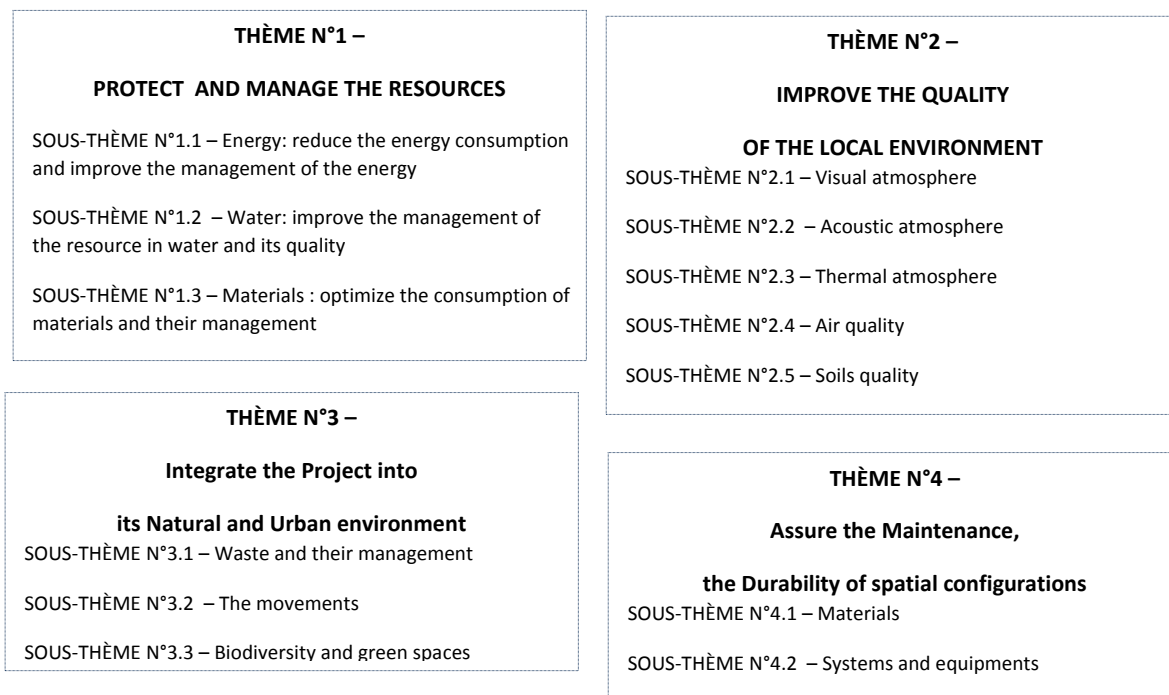 THÈME N°1 –
PROTECT AND MANAGE THE RESOURCES
SOUS-THÈME N°1.1 – Energy: reduce the energy consumption
and improve the management of the energy
SOUS-THÈME N°1.2 – Water: improve the management of
the resource in water and its quality
SOUS-THÈME N°1.3 – Materials : optimize the consumption of
materials and their management
THÈME N°2 –
IMPROVE THE QUALITY
OF THE LOCAL ENVIRONMENT
SOUS-THÈME N°2.1 – Visual atmosphere
SOUS-THÈME N°2.2 – Acoustic atmosphere
SOUS-THÈME N°2.3 – Thermal atmosphere
SOUS-THÈME N°2.4 – Air quality
SOUS-THÈME N°2.5 – Soils quality
THÈME N°3 –
Integrate the Project into
its Natural and Urban environment
SOUS-THÈME N°3.1 – Waste and their management
SOUS-THÈME N°3.2 – The movements
SOUS-THÈME N°3.3 – Biodiversity and green spaces
THÈME N°4 –
Assure the Maintenance,
the Durability of spatial configurations
SOUS-THÈME N°4.1 – Materials
SOUS-THÈME N°4.2 – Systems and equipments